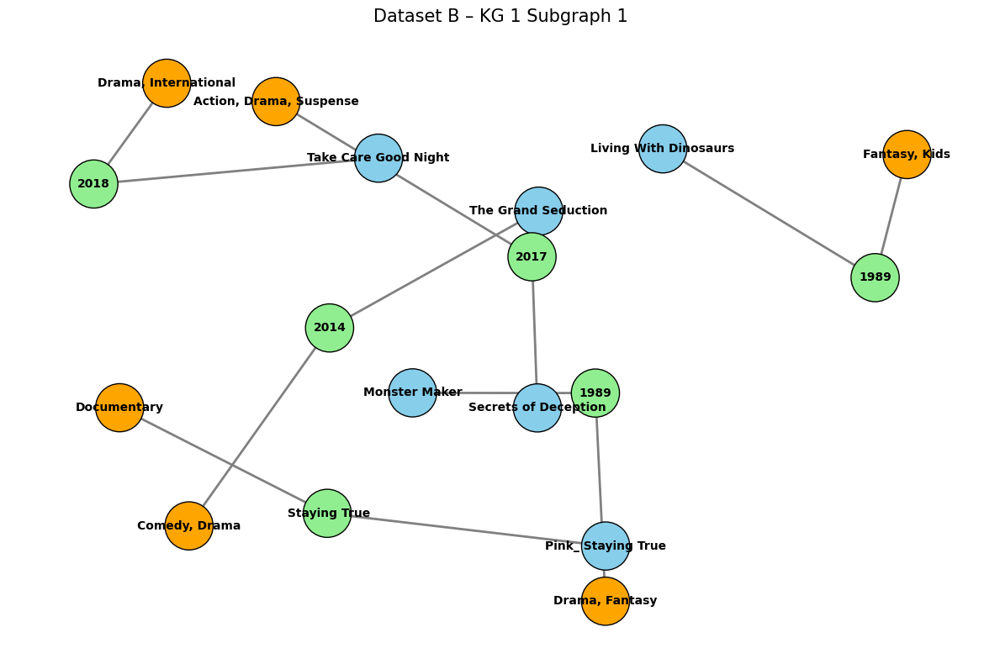 Dataset B – KG 1 Subgraph 1
Drama, International
Action, Drama, Suspense
Living With Dinosaurs
Fantasy, Kids
Take Care Good Night
2018
The Grand Seduction
2017
1989
2014
Monster Maker
1989
Documentary
Secrets of Deception
Staying True
Comedy, Drama
Pink_ Staying True
Drama, Fantasy